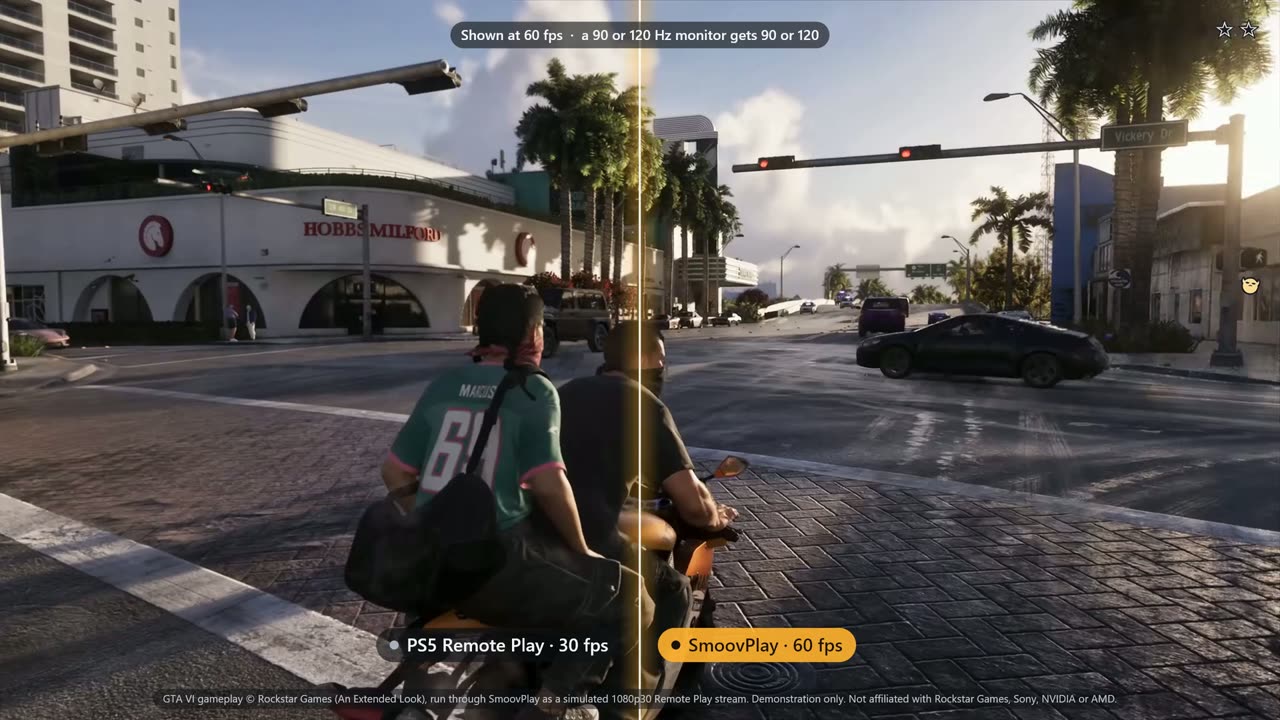 Shown at 60 fps · a 90 or 120 Hz monitor gets 90 or 120
Vickery Dr
HOBBS MILFORD
MARCUS
69
PS5 Remote Play · 30 fps
SmoovPlay · 60 fps
GTA VI gameplay © Rockstar Games (An Extended Look), run through SmoovPlay as a simulated 1080p30 Remote Play stream. Demonstration only. Not affiliated with Rockstar Games, Sony, NVIDIA or AMD.